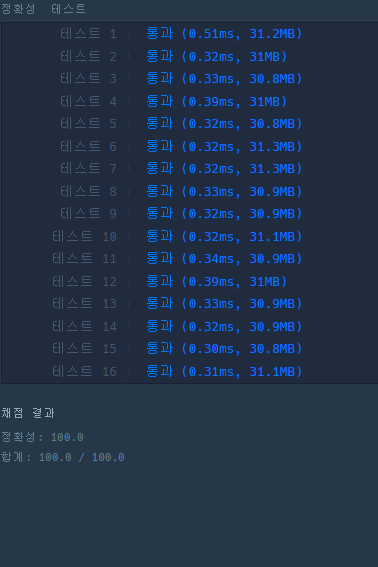 정확성 테스트
테스트 1 〉 통과 (0.51ms, 31.2MB)
테스트 2 〉 통과 (0.32ms, 31MB)
테스트 3 〉 통과 (0.33ms, 30.8MB)
테스트 4 〉 통과 (0.39ms, 31MB)
테스트 5 〉 통과 (0.32ms, 30.8MB)
테스트 6 〉 통과 (0.32ms, 31.3MB)
테스트 7 〉 통과 (0.32ms, 31.3MB)
테스트 8 〉 통과 (0.33ms, 30.9MB)
테스트 9 〉 통과 (0.32ms, 30.9MB)
테스트 10 〉 통과 (0.32ms, 31.1MB)
테스트 11 〉 통과 (0.34ms, 30.9MB)
테스트 12 〉 통과 (0.39ms, 31MB)
테스트 13 〉 통과 (0.33ms, 30.9MB)
테스트 14 〉 통과 (0.32ms, 30.9MB)
테스트 15 〉 통과 (0.30ms, 30.8MB)
테스트 16 〉 통과 (0.31ms, 31.1MB)
채점 결과
정확성: 100.0
합계: 100.0 / 100.0